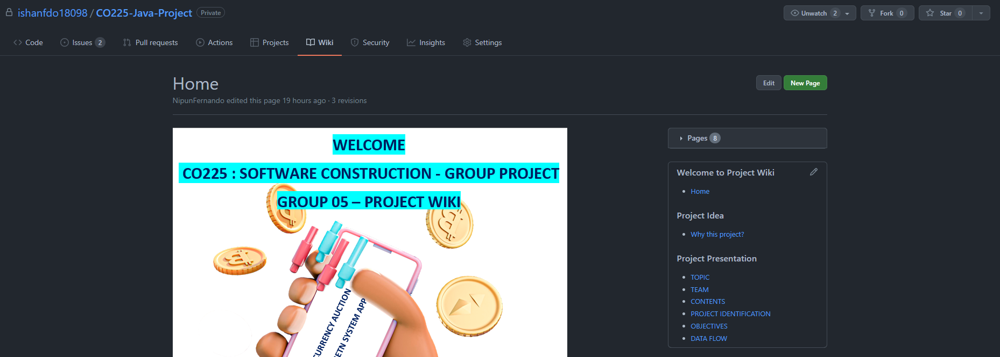 ishanfdo18098 / CO225-Java-Project Private
Unwatch 2 Fork 0 Star 0
Code Issues 2 Pull requests Actions Projects Wiki Security Insights Settings
Home
Edit New Page
NipunFernando edited this page 19 hours ago · 3 revisions
WELCOME
CO225 : SOFTWARE CONSTRUCTION - GROUP PROJECT
GROUP 05 – PROJECT WIKI
CURRENCY AUCTION
SYSTEM APP
Pages 8
Welcome to Project Wiki
Home
Project Idea
Why this project?
Project Presentation
TOPIC
TEAM
CONTENTS
PROJECT IDENTIFICATION
OBJECTIVES
DATA FLOW